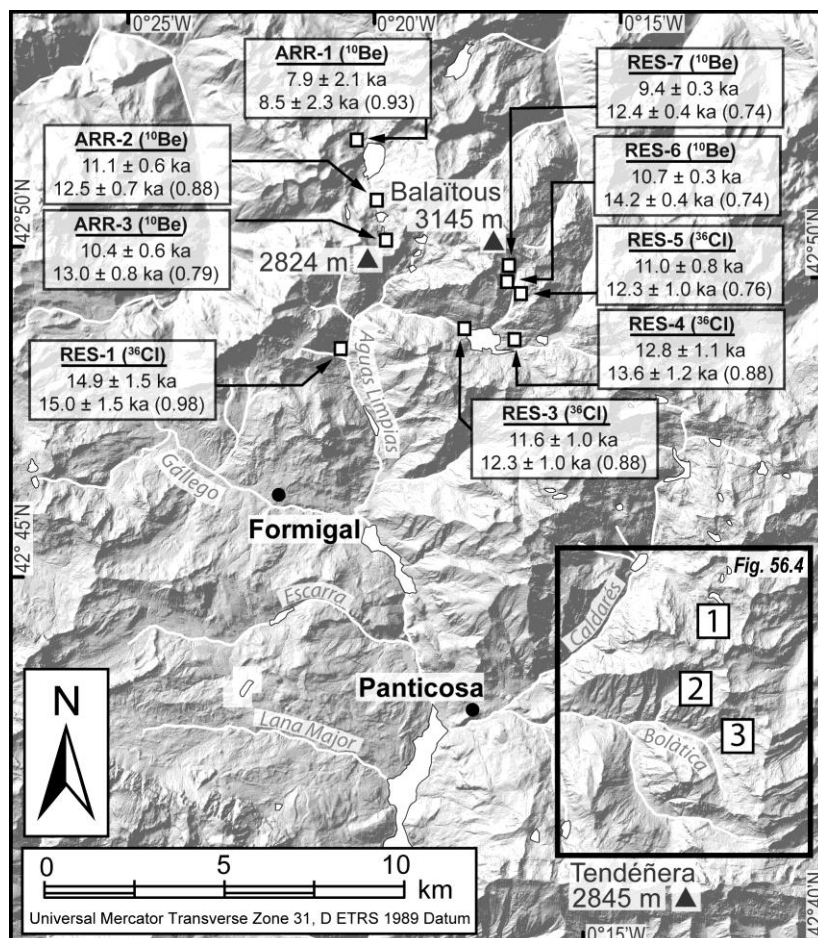 0°25'W
0°20'W
0°15'W
ARR-1 (¹⁰Be)
7.9 ± 2.1 ka
8.5 ± 2.3 ka (0.93)
RES-7 (¹⁰Be)
9.4 ± 0.3 ka
12.4 ± 0.4 ka (0.74)
ARR-2 (¹⁰Be)
11.1 ± 0.6 ka
12.5 ± 0.7 ka (0.88)
RES-6 (¹⁰Be)
10.7 ± 0.3 ka
14.2 ± 0.4 ka (0.74)
Balaïtous
3145 m
ARR-3 (¹⁰Be)
10.4 ± 0.6 ka
13.0 ± 0.8 ka (0.79)
2824 m
RES-5 (³⁶Cl)
11.0 ± 0.8 ka
12.3 ± 1.0 ka (0.76)
42°50'N
42°50'N
RES-4 (³⁶Cl)
12.8 ± 1.1 ka
13.6 ± 1.2 ka (0.88)
RES-1 (³⁶Cl)
14.9 ± 1.5 ka
15.0 ± 1.5 ka (0.98)
Aguas Limpias
RES-3 (³⁶Cl)
11.6 ± 1.0 ka
12.3 ± 1.0 ka (0.88)
Gállego
Formigal
42° 45'N
Fig. 56.4
Escarra
Caldarés
1
Panticosa
2
Lana Major
3
Bolàtica
N
0 5 10
km
Universal Mercator Transverse Zone 31, D ETRS 1989 Datum
Tendéñera
2845 m
42°40'N
0°15'W